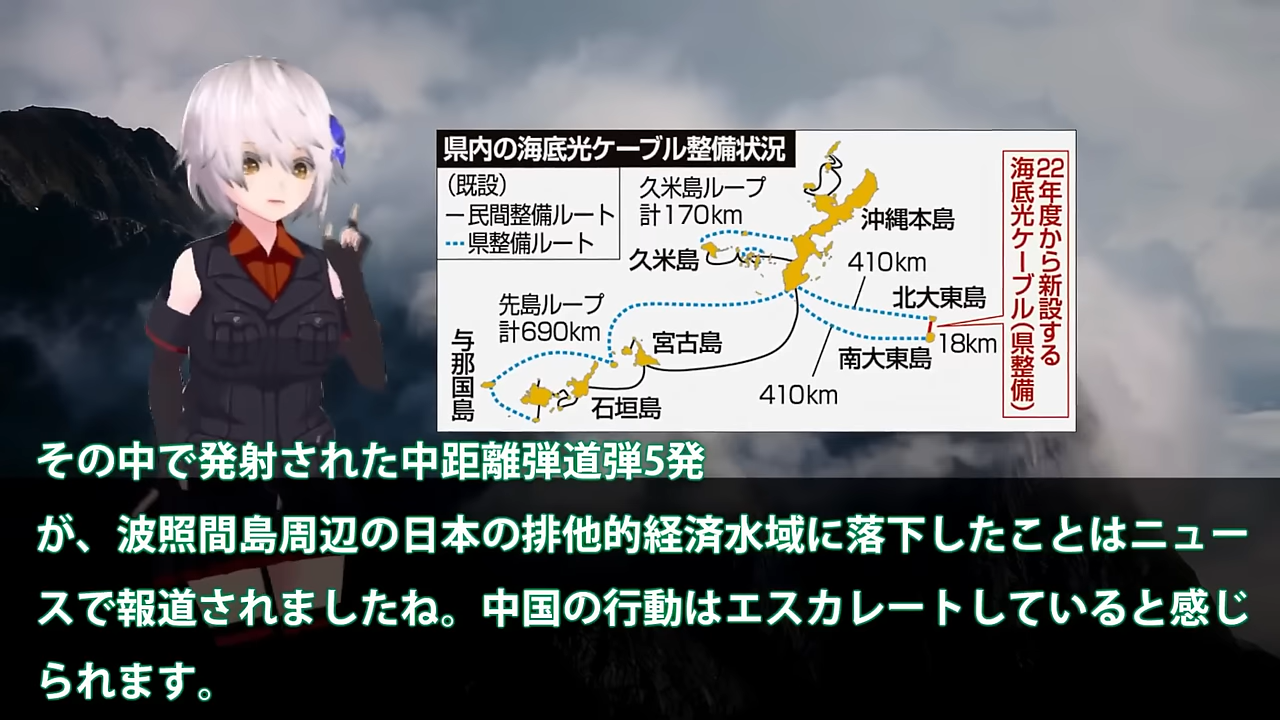 県内の海底光ケーブル整備状況
(既設)
民間整備ルート
県整備ルート
久米島ループ
計170km
沖縄本島
久米島
410km
北大東島
先島ループ
計690km
宮古島
18km
南大東島
与那国島
410km
石垣島
22年度から新設する
海底光ケーブル(県整備)
その中で発射された中距離弾道弾5発
が、波照間島周辺の日本の排他的経済水域に落下したことはニュー
スで報道されましたね。中国の行動はエスカレートしていると感じ
られます。